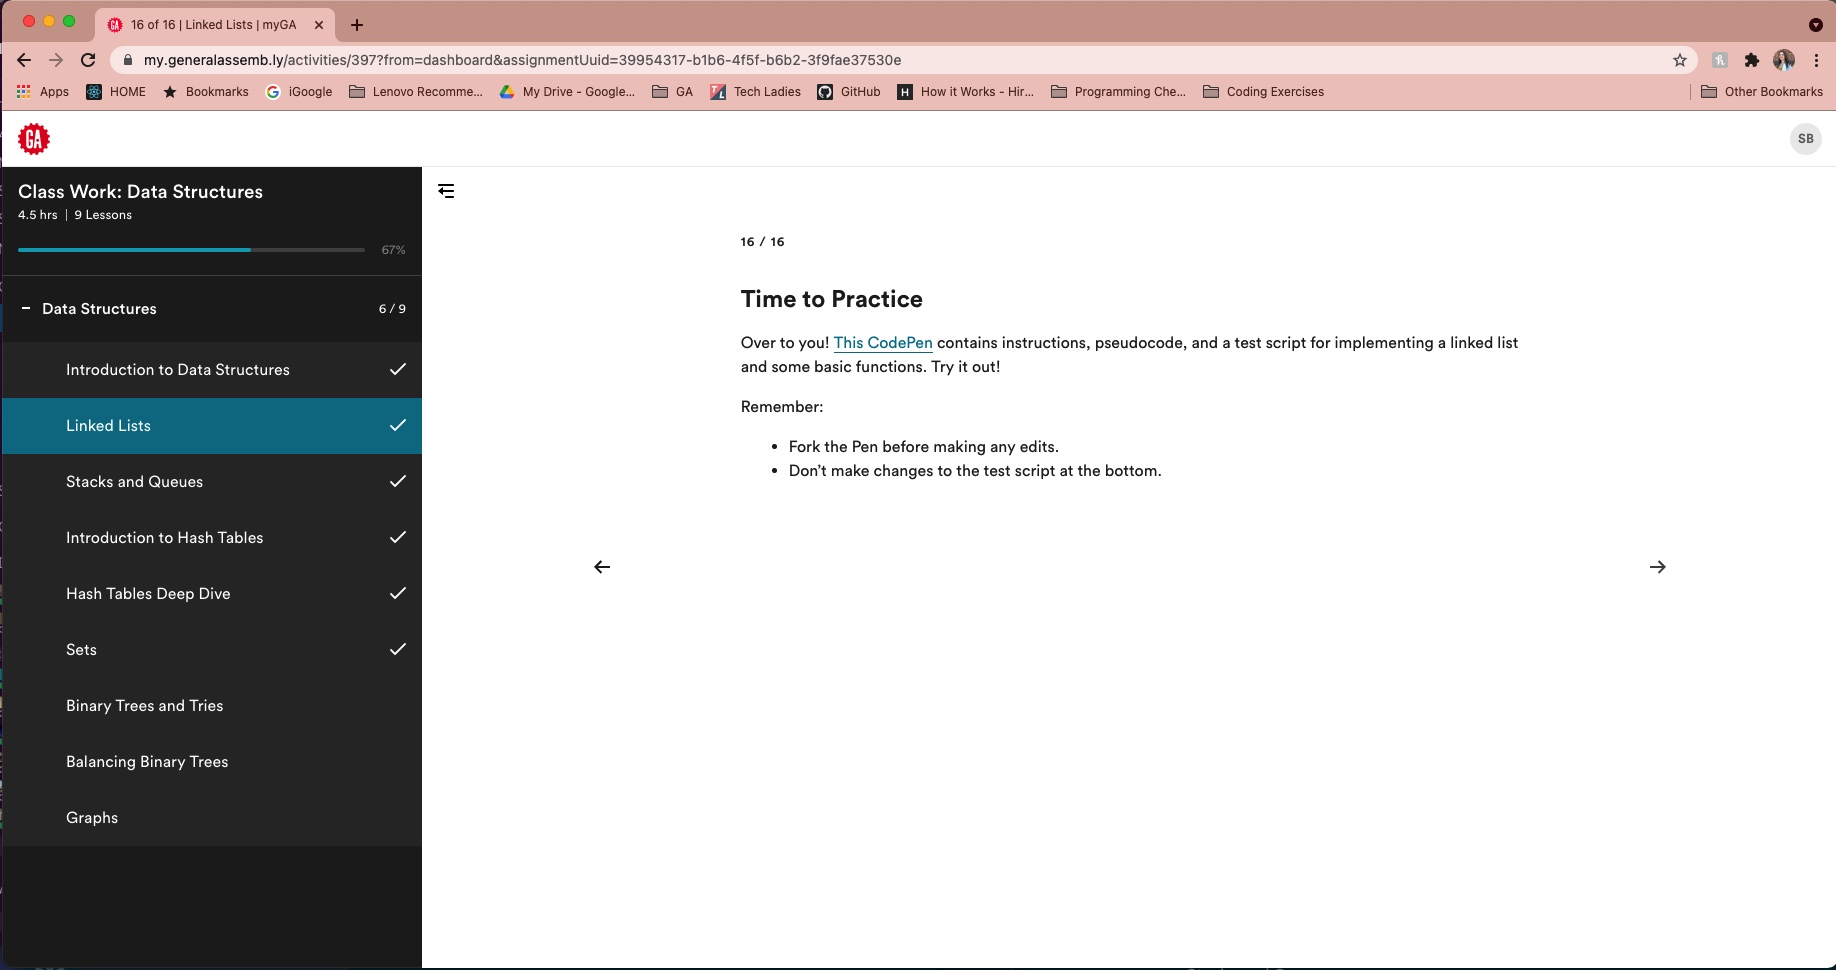 16 of 16 | Linked Lists | myGA
my.generalassemb.ly/activities/397?from=dashboard&assignmentUuid=39954317-b1b6-4f5f-b6b2-3f9fae37530e
Apps HOME Bookmarks iGoogle Lenovo Recomme... My Drive - Google... GA Tech Ladies GitHub H How it Works - Hir... Programming Che... Coding Exercises Other Bookmarks
GA SB
Class Work: Data Structures
4.5 hrs | 9 Lessons
67%
Data Structures 6 / 9
Introduction to Data Structures
Linked Lists
Stacks and Queues
Introduction to Hash Tables
Hash Tables Deep Dive
Sets
Binary Trees and Tries
Balancing Binary Trees
Graphs
16 / 16
Time to Practice
Over to you! This CodePen contains instructions, pseudocode, and a test script for implementing a linked list
and some basic functions. Try it out!
Remember:
• Fork the Pen before making any edits.
• Don’t make changes to the test script at the bottom.